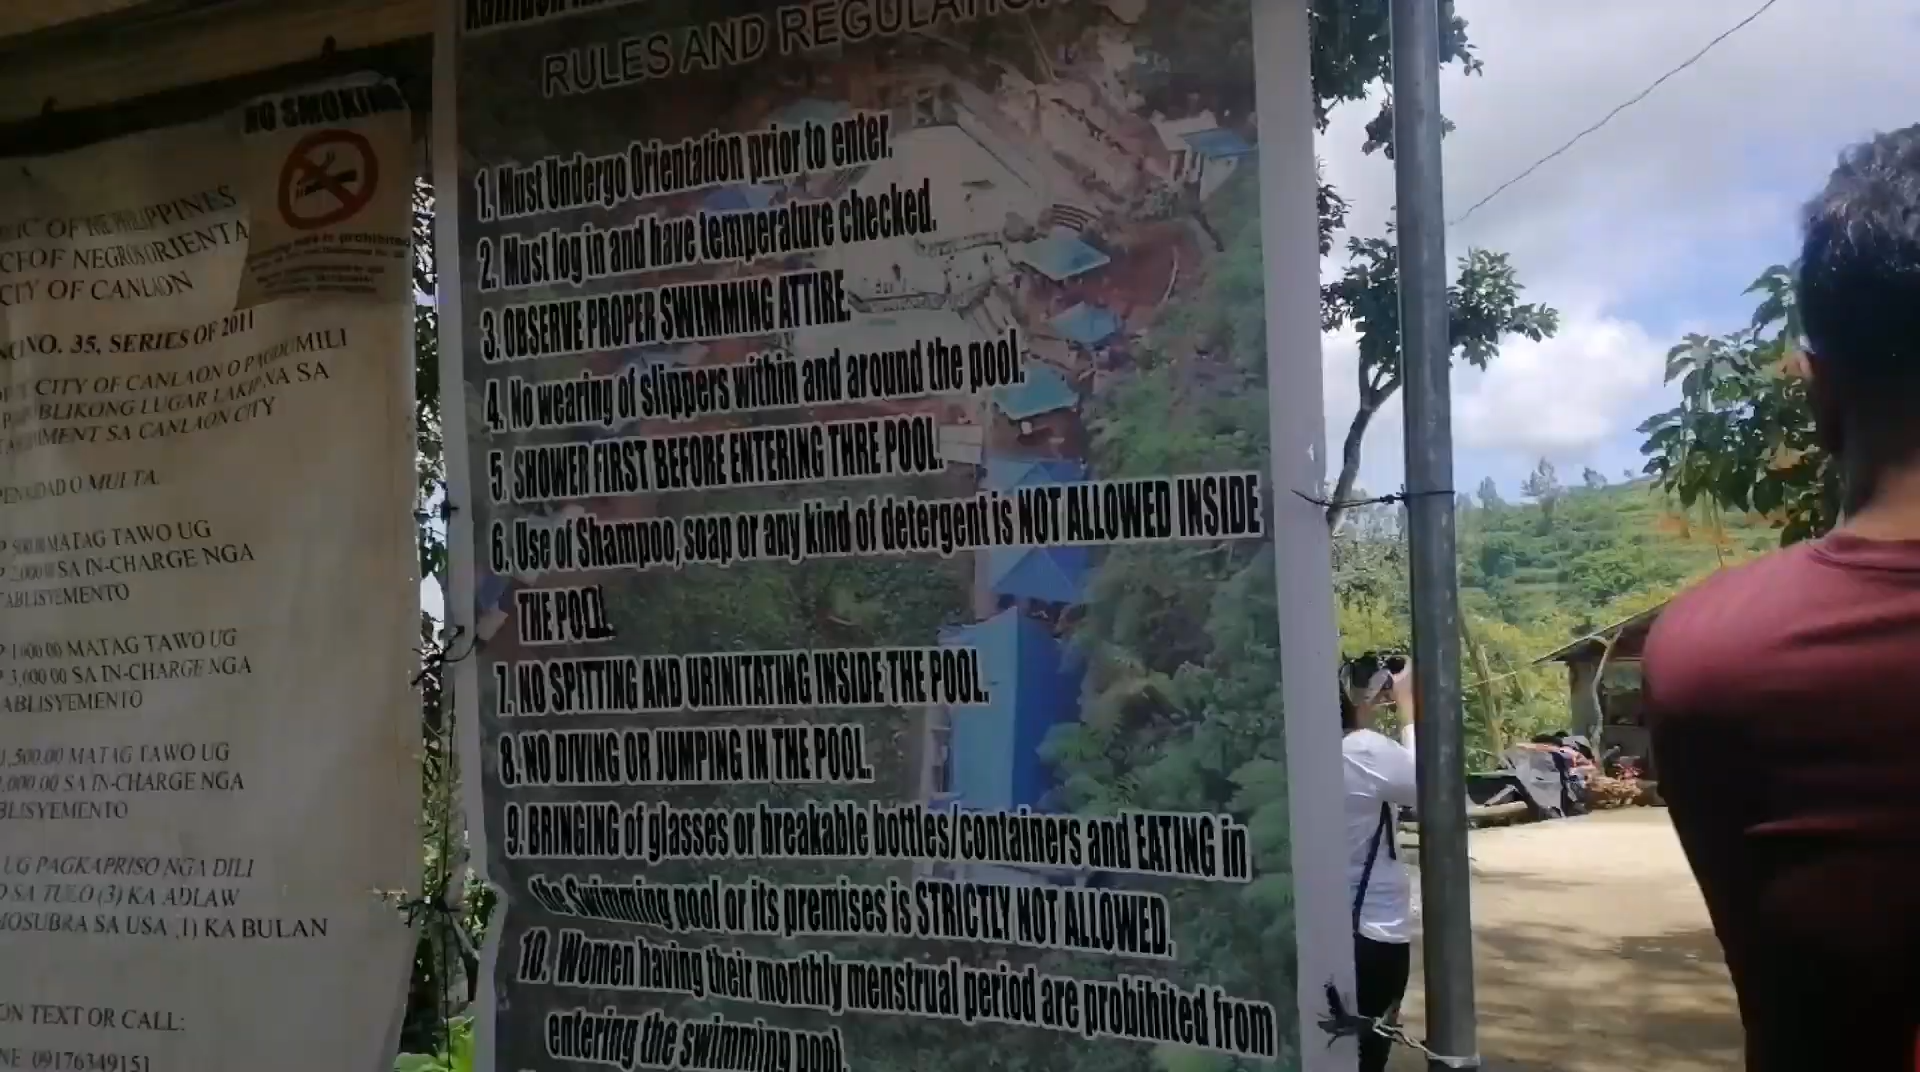 NO SMOKING
OF THE PHILIPPINES
OF NEGROS ORIENTA
CITY OF CANLAON
NO. 35, SERIES OF 2011
CITY OF CANLAON O PAGDUMILI
BLIKONG LUGAR LAKIP NA SA
SA CANLAON CITY
O MULTA.
MATAG TAWO UG
SA IN-CHARGE NGA
TABLISYEMENTO
MATAG TAWO UG
P 3,000.00 SA IN-CHARGE NGA
ABLISYEMENTO
1,500.00 MATAG TAWO UG
,000.00 SA IN-CHARGE NGA
BLISYEMENTO
UG PAGKAPRISO NGA DILI
SA TULO (3) KA ADLAW
MOSUBRA SA USA (1) KA BULAN
ON TEXT OR CALL:
NE 09176349151
RULES AND REGULATION
1. Must Undergo Orientation prior to enter.
2. Must log in and have temperature checked.
3. OBSERVE PROPER SWIMMING ATTIRE.
4. No wearing of slippers within and around the pool.
5. SHOWER FIRST BEFORE ENTERING THRE POOL.
6. Use of Shampoo, soap or any kind of detergent is NOT ALLOWED INSIDE
THE POOL.
7. NO SPITTING AND URINITATING INSIDE THE POOL.
8. NO DIVING OR JUMPING IN THE POOL.
9. BRINGING of glasses or breakable bottles/containers and EATING in
the Swimming pool or its premises is STRICTLY NOT ALLOWED.
10. Women having their monthly menstrual period are probihited from
entering the swimming pool.